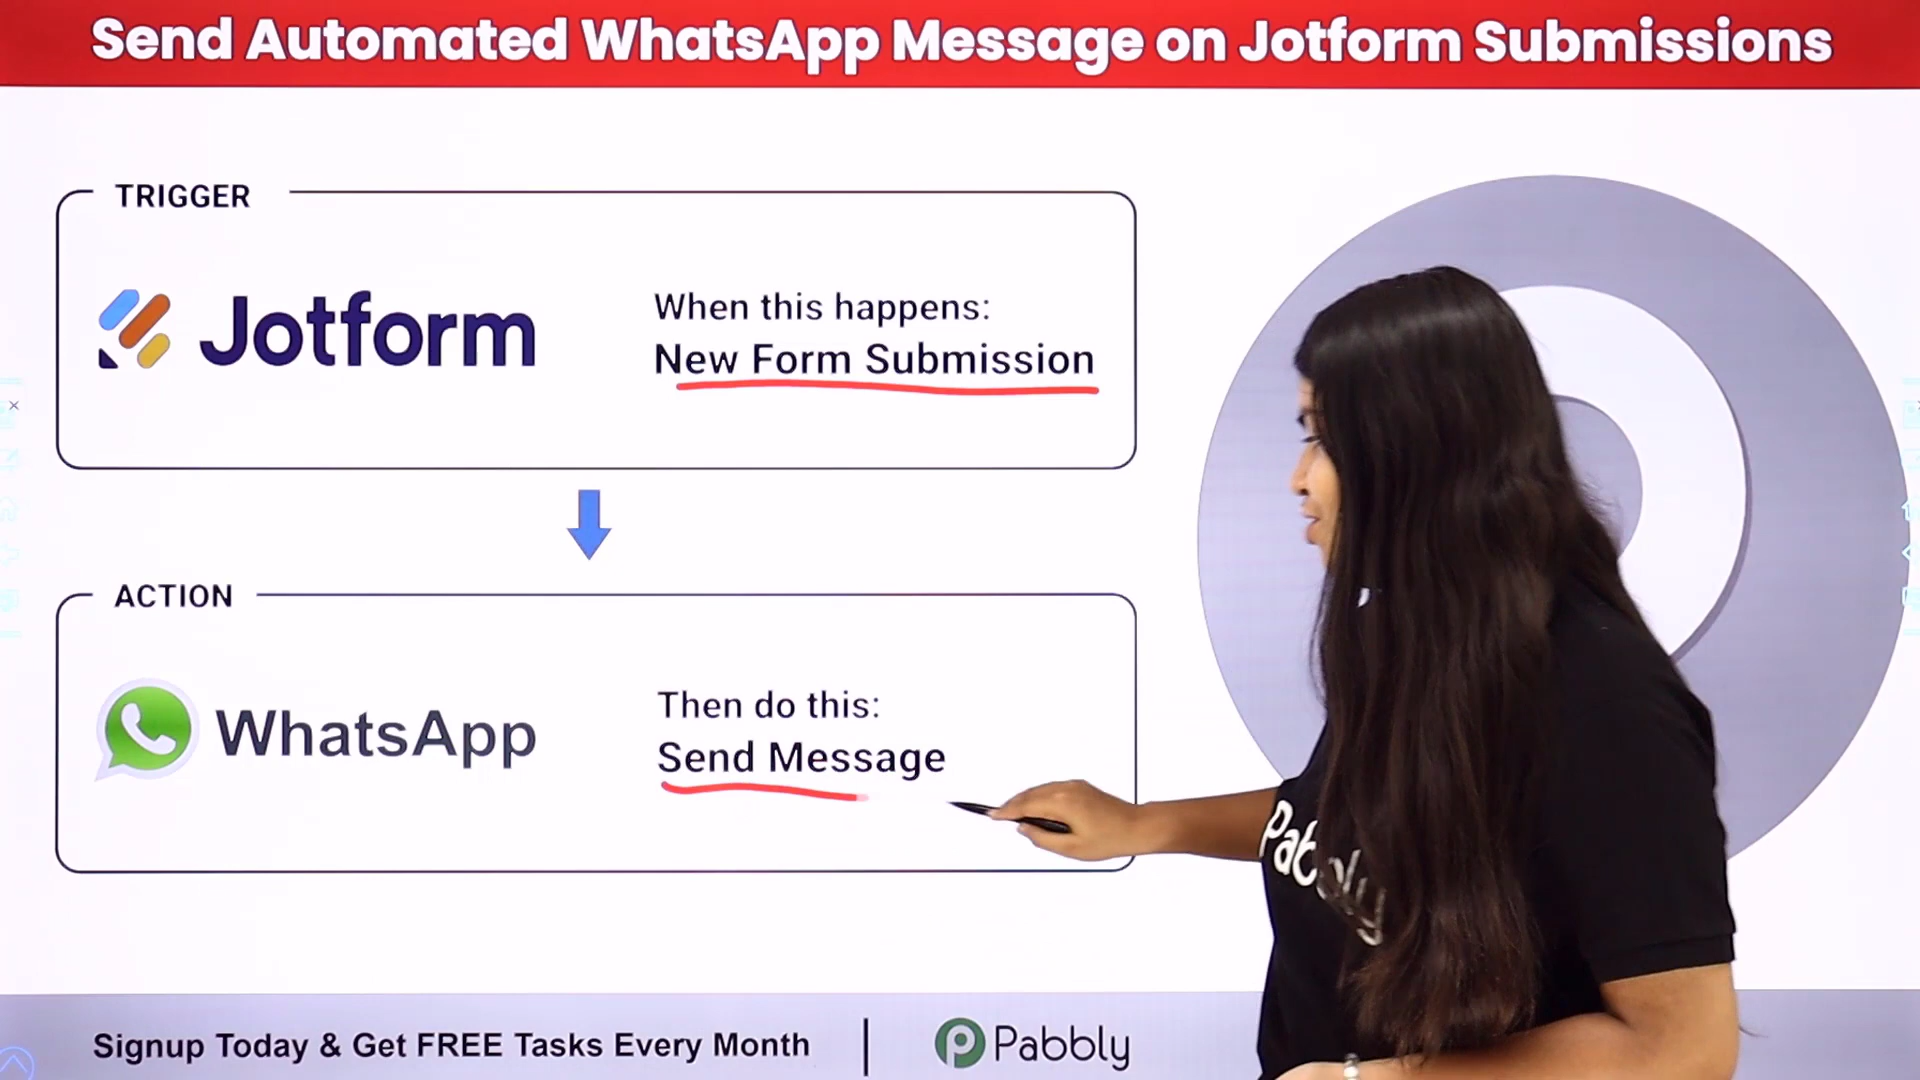 Send Automated WhatsApp Message on Jotform Submissions
TRIGGER
Jotform
When this happens:
New Form Submission
ACTION
WhatsApp
Then do this:
Send Message
Pabbly
Signup Today & Get FREE Tasks Every Month
Pabbly